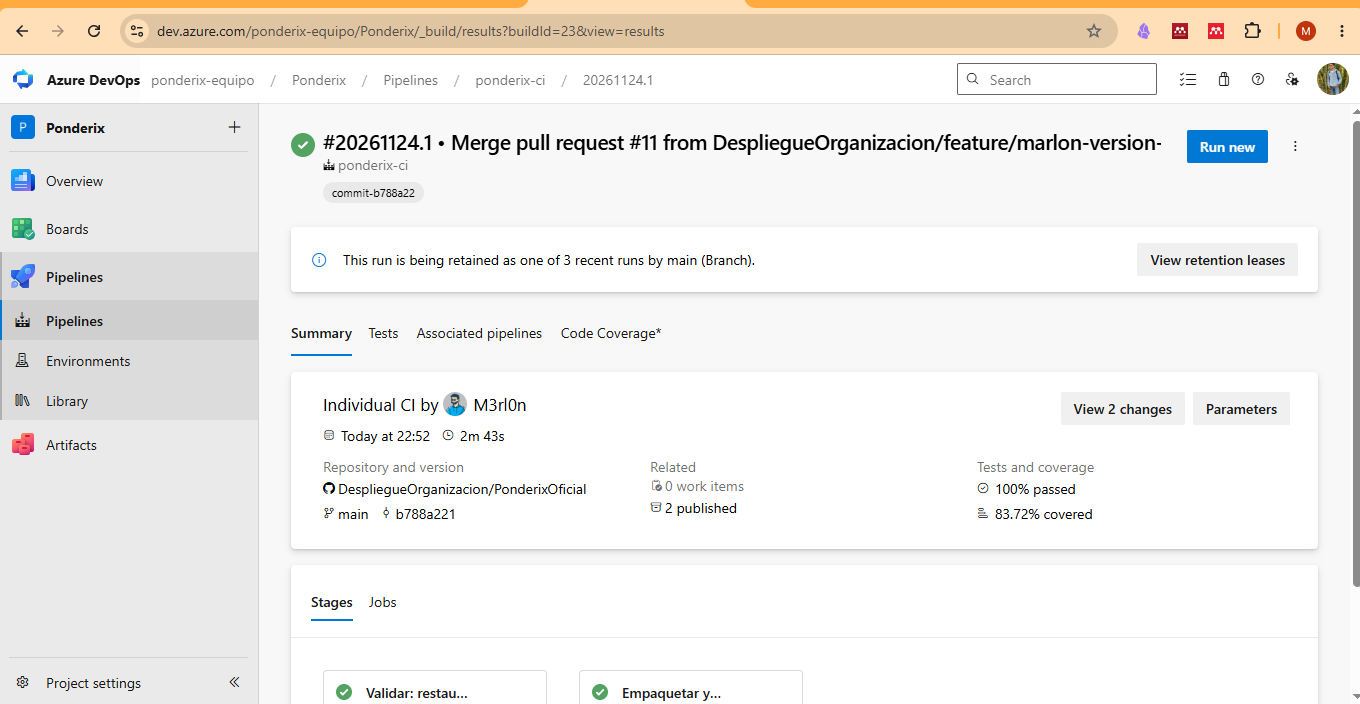 dev.azure.com/ponderix-equipo/Ponderix/_build/results?buildId=23&view=results
M
Azure DevOps ponderix-equipo / Ponderix / Pipelines / ponderix-ci / 20261124.1
Search
P Ponderix
Overview
Boards
Pipelines
Pipelines
Environments
Library
Artifacts
Project settings
#20261124.1 • Merge pull request #11 from DespliegueOrganizacion/feature/marlon-version-
ponderix-ci
commit-b788a22
Run new
This run is being retained as one of 3 recent runs by main (Branch).
View retention leases
Summary Tests Associated pipelines Code Coverage*
Individual CI by M3rl0n
View 2 changes Parameters
Today at 22:52 2m 43s
Repository and version
DespliegueOrganizacion/PonderixOficial
main b788a221
Related
0 work items
2 published
Tests and coverage
100% passed
83.72% covered
Stages Jobs
Validar: restau...
Empaquetar y...